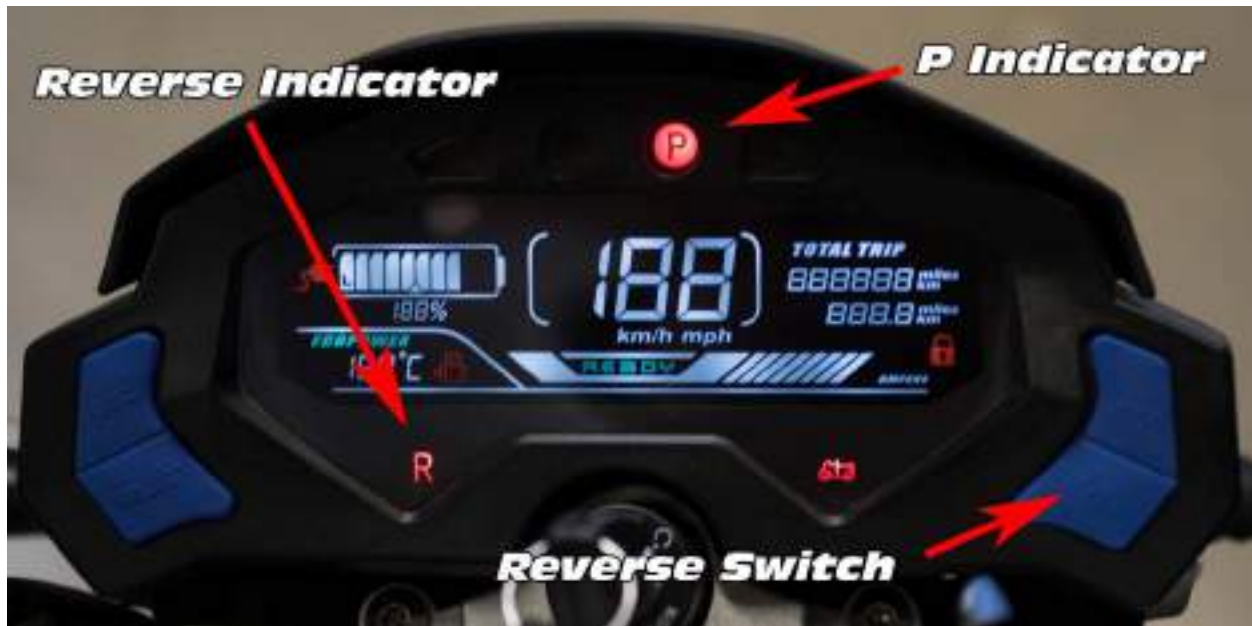 P Indicator
Reverse Indicator
P
TOTAL TRIP
188
888888 miles km
188%
888.8 miles km
km/h mph
READY
°C
R
Reverse Switch